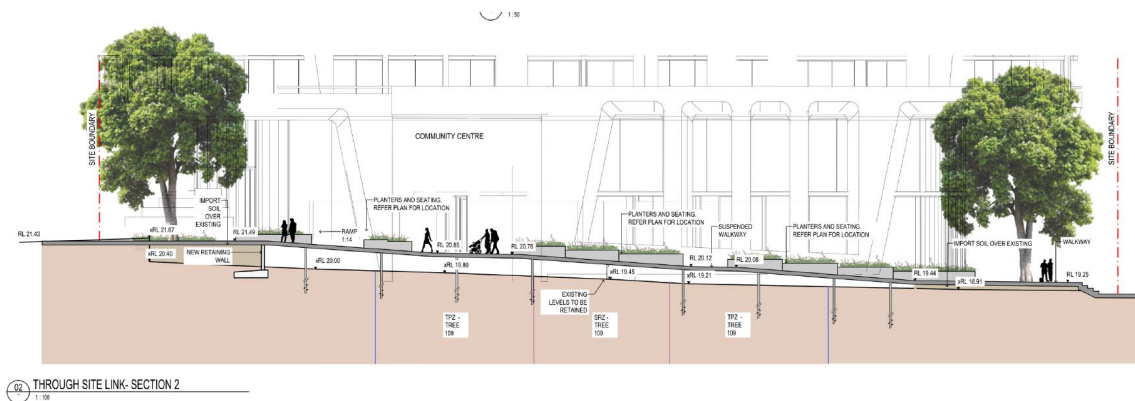 1 : 50
SITE BOUNDARY
SITE BOUNDARY
COMMUNITY CENTRE
IMPORT
SOIL
OVER
EXISTING
PLANTERS AND SEATING.
REFER PLAN FOR LOCATION
PLANTERS AND SEATING.
REFER PLAN FOR LOCATION
SUSPENDED
WALKWAY
PLANTERS AND SEATING.
REFER PLAN FOR LOCATION
RL 21.43
xRL 21.67
RL 21.49
RAMP
1:14
RL 20.85
RL 20.76
RL 20.12
RL 20.08
IMPORT SOIL OVER EXISTING
WALKWAY
xRL 20.40
NEW RETAINING
WALL
xRL 20.00
xRL 19.80
xRL 19.45
xRL 19.21
RL 19.44
xRL 18.91
RL 19.25
EXISTING
LEVELS TO BE
RETAINED
TPZ -
TREE
109
SRZ -
TREE
109
TPZ -
TREE
109
02
THROUGH SITE LINK- SECTION 2
1 : 100